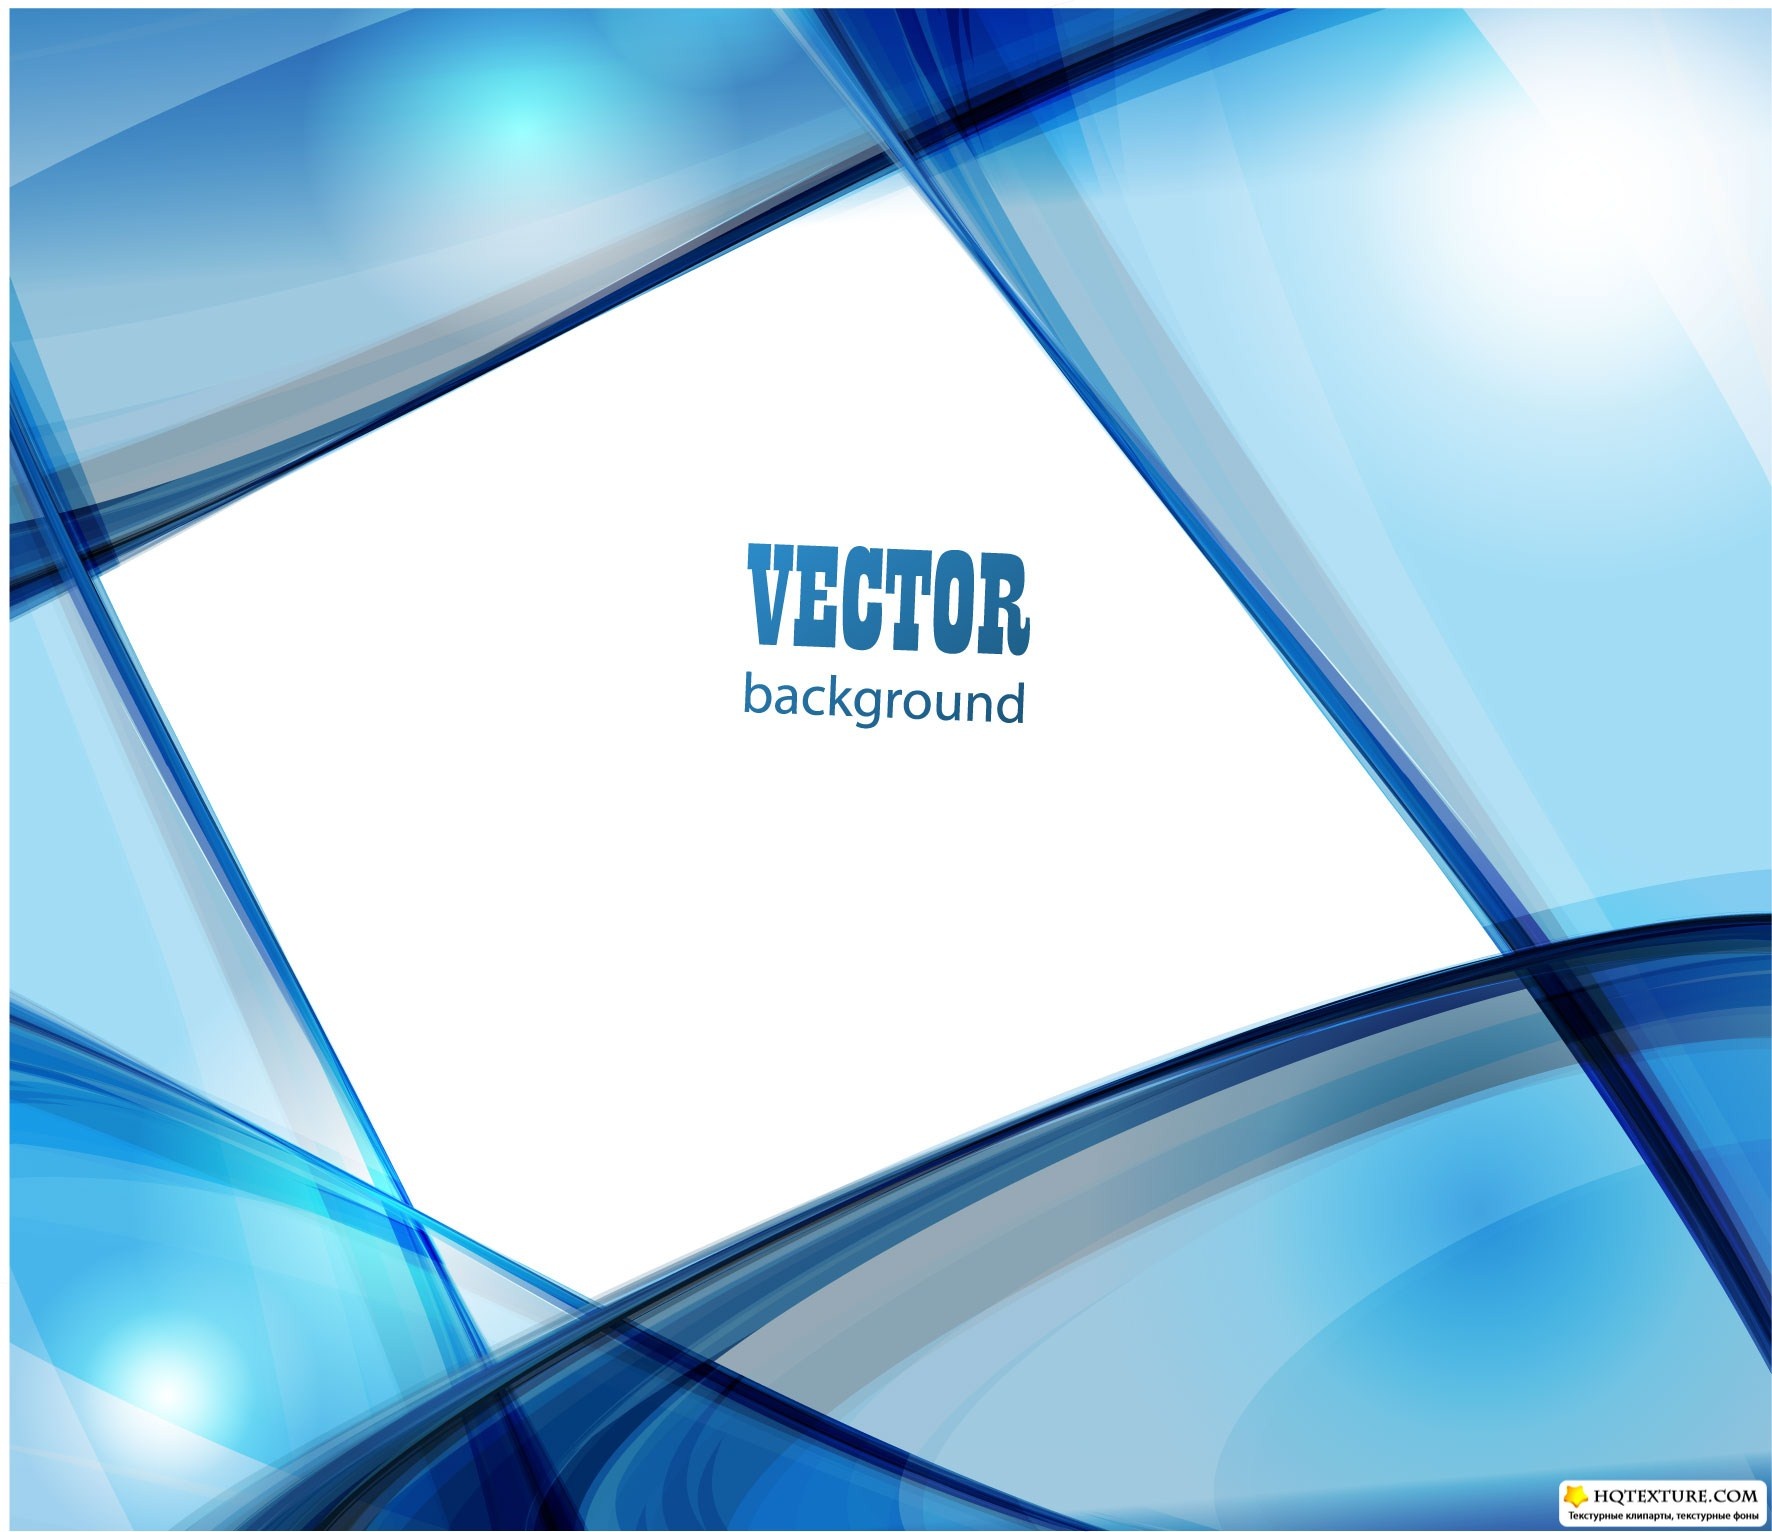 VECTOR
background
HQTEXTURE.COM
Текстурные клипарты, текстурные фоны